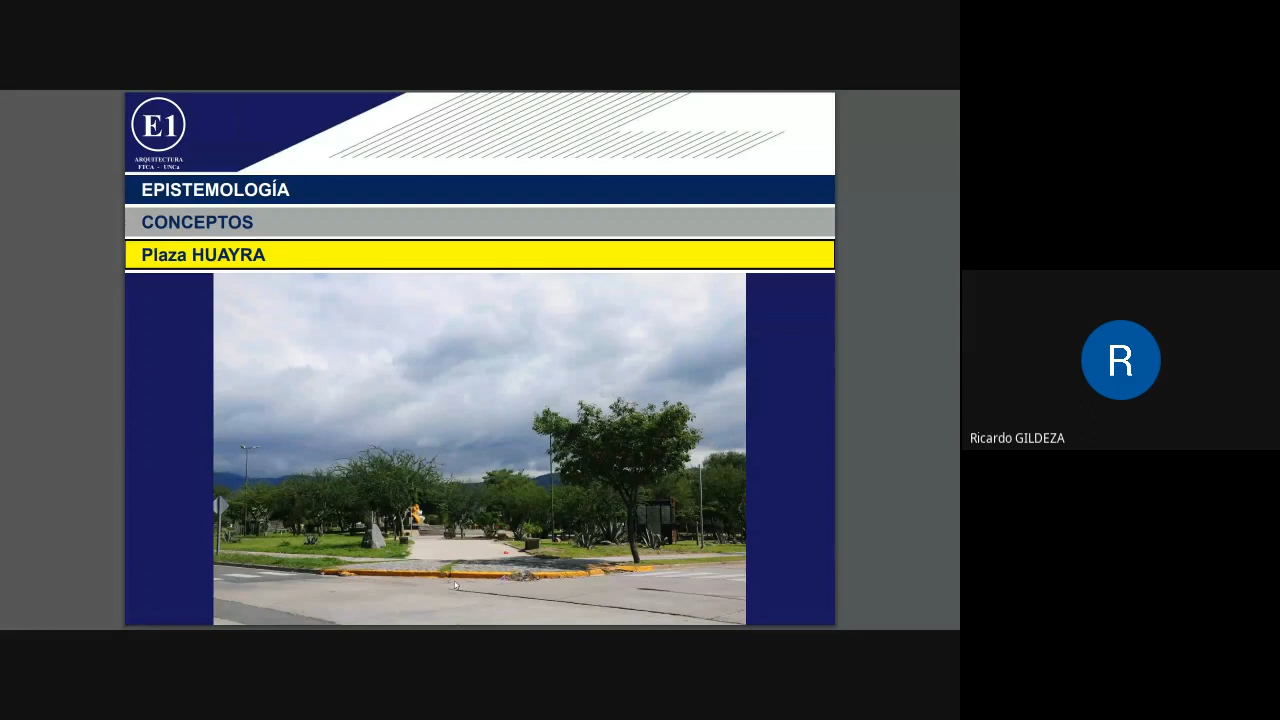 E1
ARQUITECTURA
FTCA - UNCa
EPISTEMOLOGÍA
CONCEPTOS
Plaza HUAYRA
R
Ricardo GILDEZA